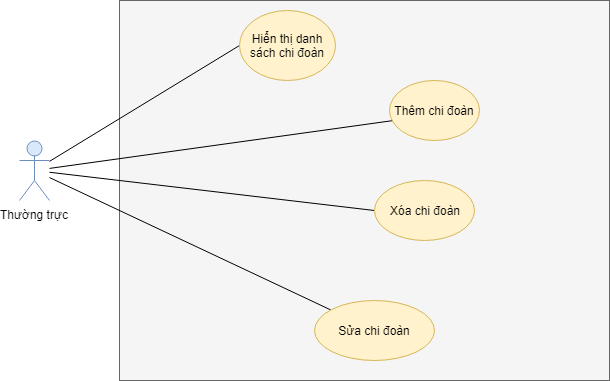 Hiển thị danh
sách chi đoàn
Thêm chi đoàn
Xóa chi đoàn
Thường trực
Sửa chi đoàn